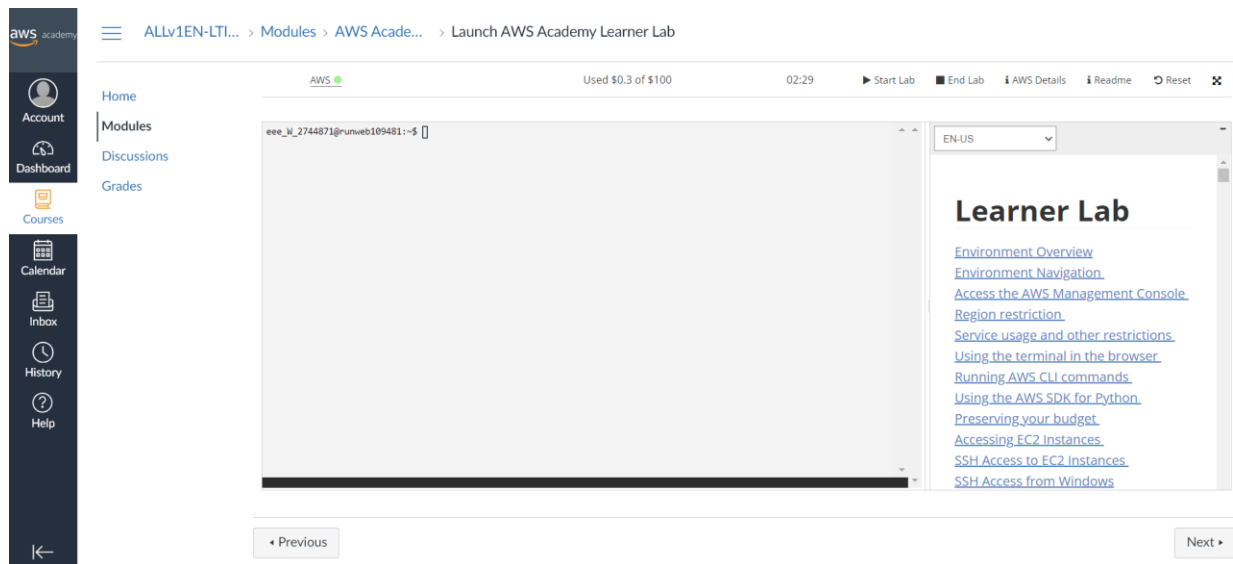 aws academy
ALLv1EN-LTI... > Modules > AWS Acade... > Launch AWS Academy Learner Lab
Account
Dashboard
Courses
Calendar
Inbox
History
Help
Home
Modules
Discussions
Grades
AWS Used $0.3 of $100 02:29 Start Lab End Lab i AWS Details i Readme Reset
eee_W_2744871@runweb109481:~$
EN-US
Learner Lab
Environment Overview
Environment Navigation
Access the AWS Management Console
Region restriction
Service usage and other restrictions
Using the terminal in the browser
Running AWS CLI commands
Using the AWS SDK for Python
Preserving your budget
Accessing EC2 Instances
SSH Access to EC2 Instances
SSH Access from Windows
Previous
Next